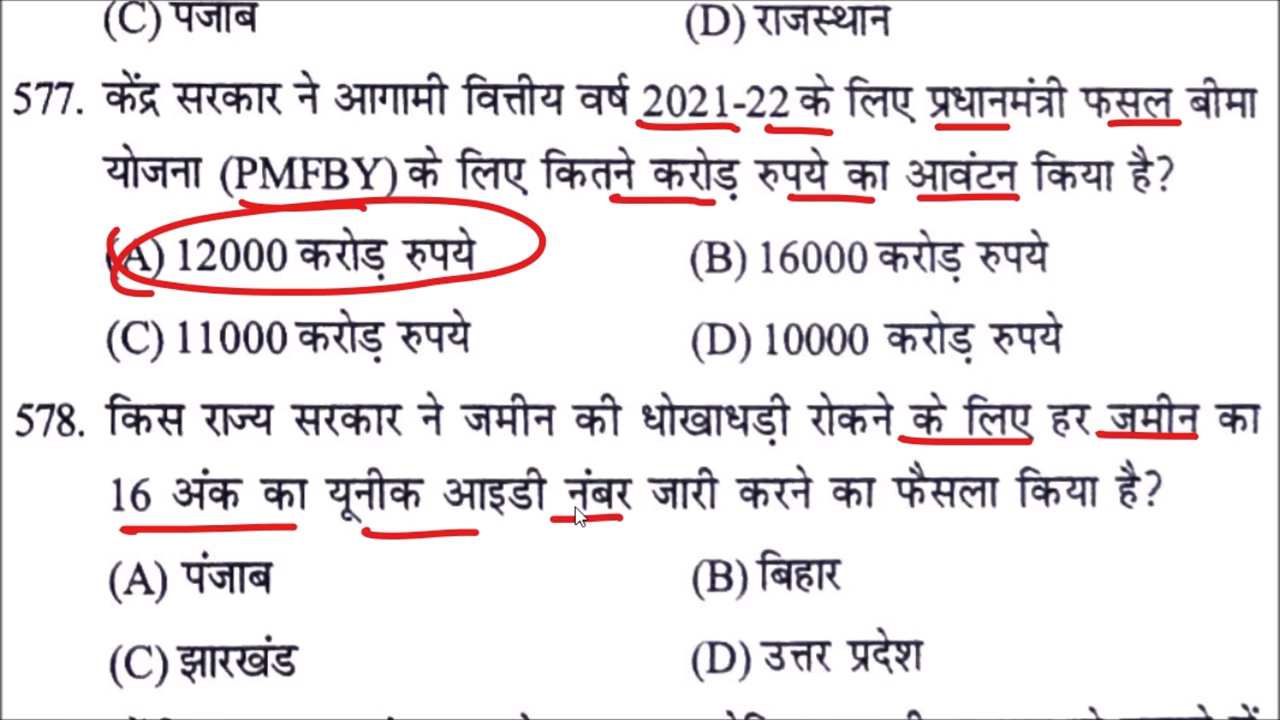 (C) पंजाब (D) राजस्थान
577. केंद्र सरकार ने आगामी वित्तीय वर्ष 2021-22 के लिए प्रधानमंत्री फसल बीमा
योजना (PMFBY) के लिए कितने करोड़ रुपये का आवंटन किया है?
(A) 12000 करोड़ रुपये (B) 16000 करोड़ रुपये
(C) 11000 करोड़ रुपये (D) 10000 करोड़ रुपये
578. किस राज्य सरकार ने जमीन की धोखाधड़ी रोकने के लिए हर जमीन का
16 अंक का यूनीक आइडी नंबर जारी करने का फैसला किया है?
(A) पंजाब (B) बिहार
(C) झारखंड (D) उत्तर प्रदेश